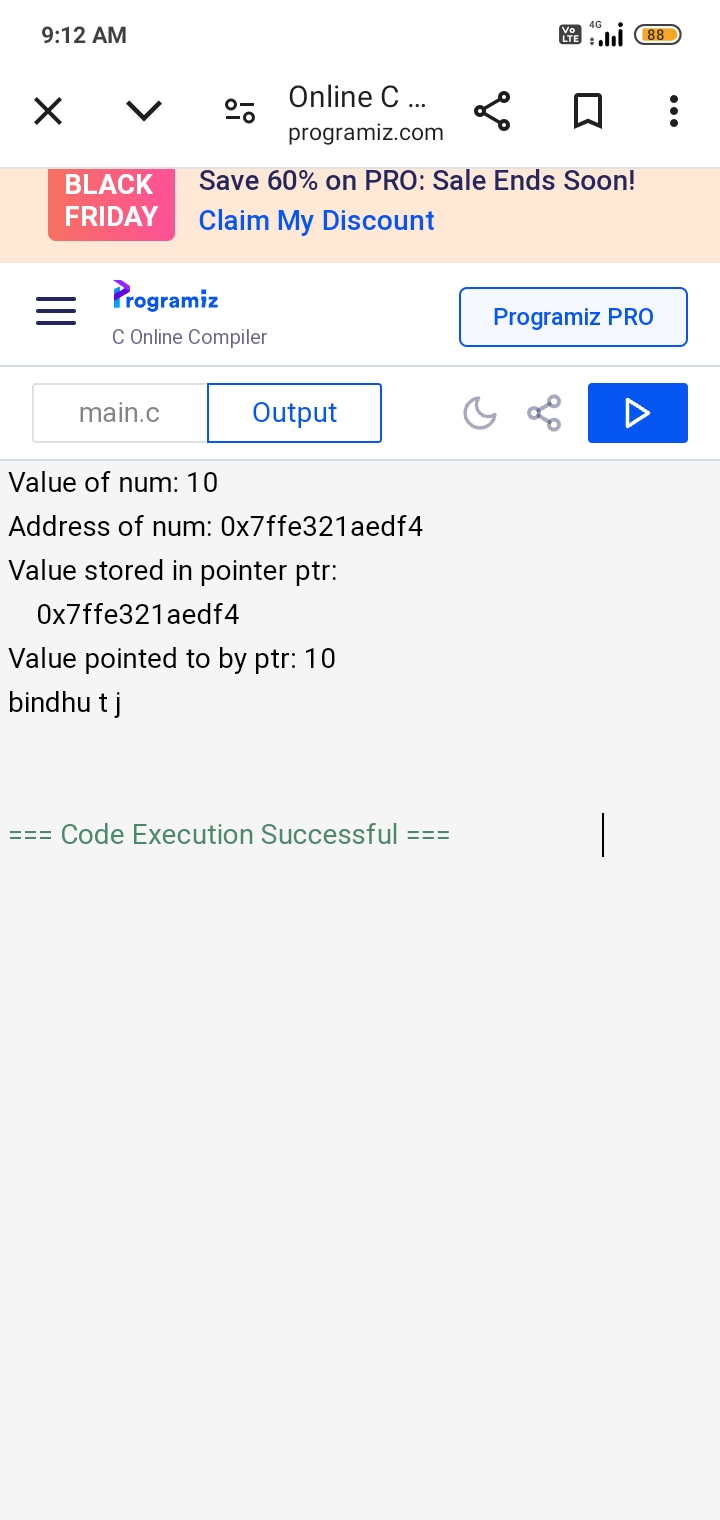 9:12 AM
Vo LTE 4G 88
Online C ...
programiz.com
BLACK FRIDAY
Save 60% on PRO: Sale Ends Soon!
Claim My Discount
Programiz
C Online Compiler
Programiz PRO
main.c Output
Value of num: 10
Address of num: 0x7ffe321aedf4
Value stored in pointer ptr:
0x7ffe321aedf4
Value pointed to by ptr: 10
bindhu t j
=== Code Execution Successful ===